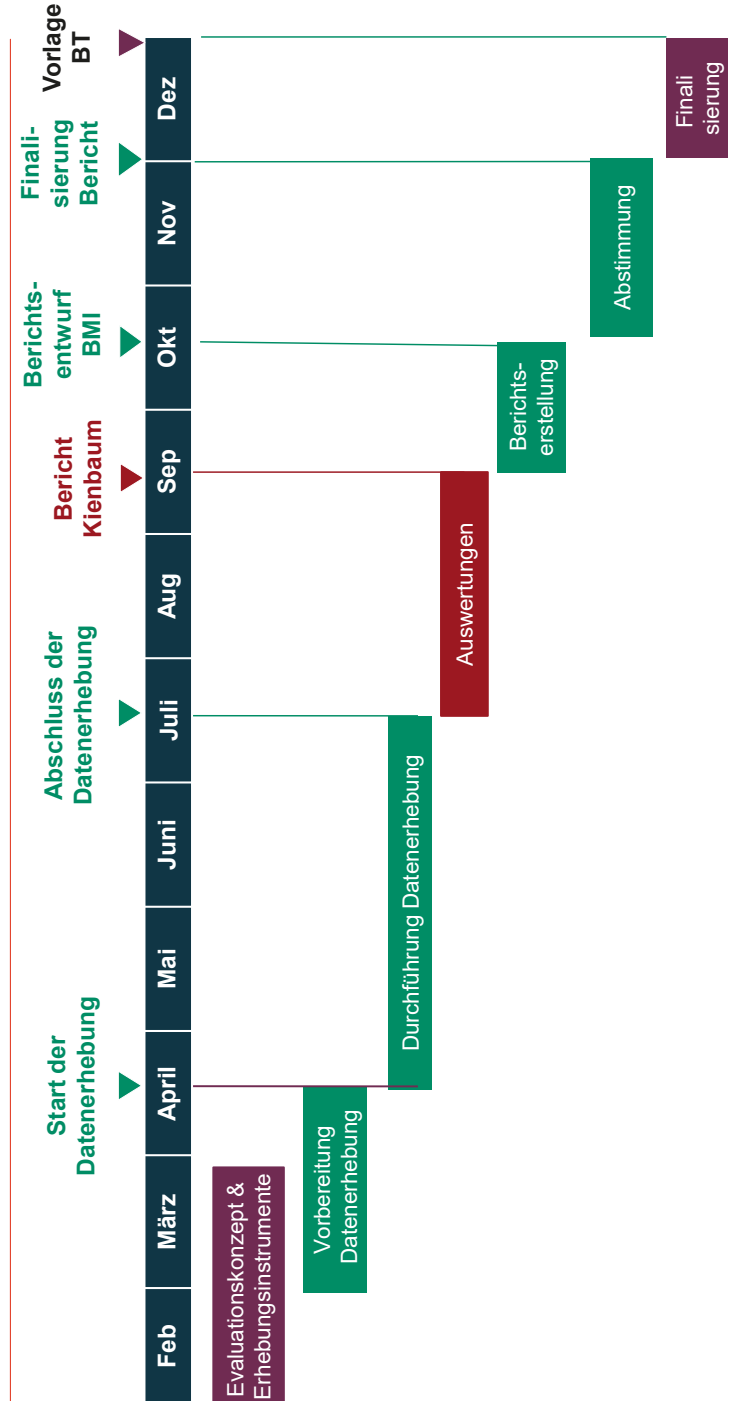 Start der
Datenerhebung
Abschluss der
Datenerhebung
Bericht
Kienbaum
Berichts-
entwurf
BMI
Finali-
sierung
Bericht
Vorlage
BT
Feb
März
April
Mai
Juni
Juli
Aug
Sep
Okt
Nov
Dez
Evaluationskonzept &
Erhebungsinstrumente
Vorbereitung
Datenerhebung
Durchführung Datenerhebung
Auswertungen
Berichts-
erstellung
Abstimmung
Finali
sierung